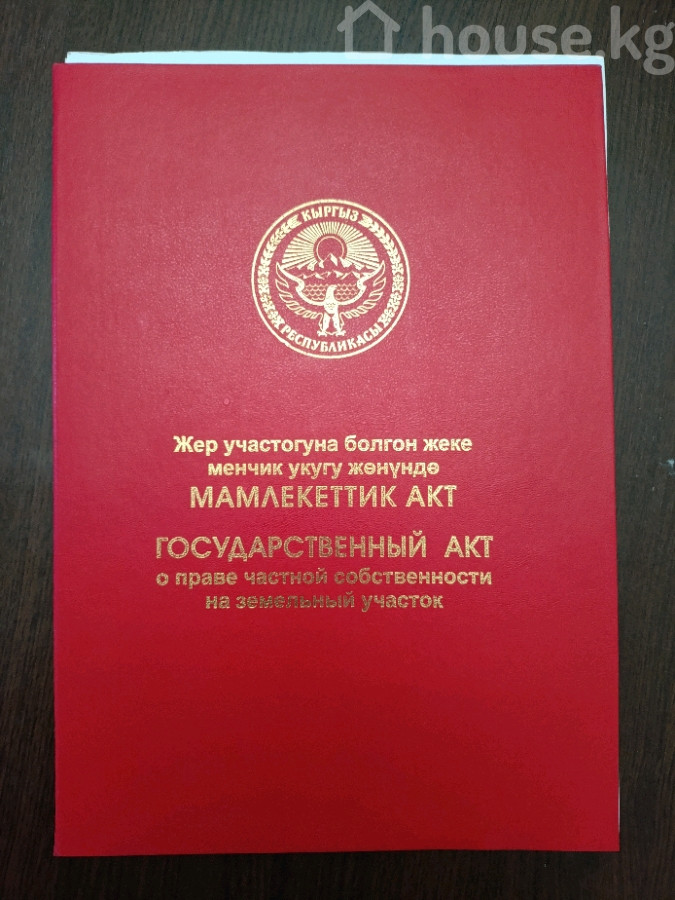 house.kg
КЫРГЫЗ
РЕСПУБЛИКАСЫ
Жер участогуна болгон жеке
менчик укугу жөнүндө
МАМЛЕКЕТТИК АКТ
ГОСУДАРСТВЕННЫЙ АКТ
о праве частной собственности
на земельный участок